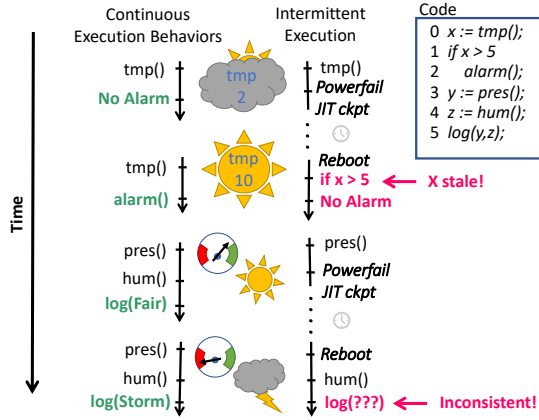 Continuous
Execution Behaviors
Intermittent
Execution
Code
0 x := tmp();
1 if x > 5
2 alarm();
3 y := pres();
4 z := hum();
5 log(y,z);
Time
tmp()
No Alarm
tmp
2
tmp()
Powerfail
JIT ckpt
tmp()
alarm()
tmp
10
Reboot
if x > 5
X stale!
No Alarm
pres()
hum()
log(Fair)
pres()
Powerfail
JIT ckpt
pres()
hum()
log(Storm)
Reboot
hum()
log(???)
Inconsistent!